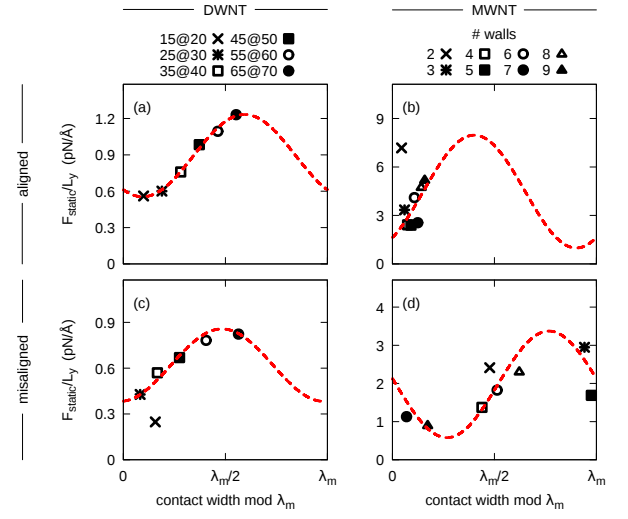 DWNT MWNT
15@20 45@50
25@30 55@60
35@40 65@70
# walls
2 4 6 8
3 5 7 9
aligned
misaligned
(a)
F_static/L_y (pN/Å)
1.2
0.9
0.6
0.3
0
(b)
9
6
3
0
(c)
F_static/L_y (pN/Å)
0.9
0.6
0.3
0
0 λ_m/2 λ_m
contact width mod λ_m
(d)
4
3
2
1
0
0 λ_m/2 λ_m
contact width mod λ_m